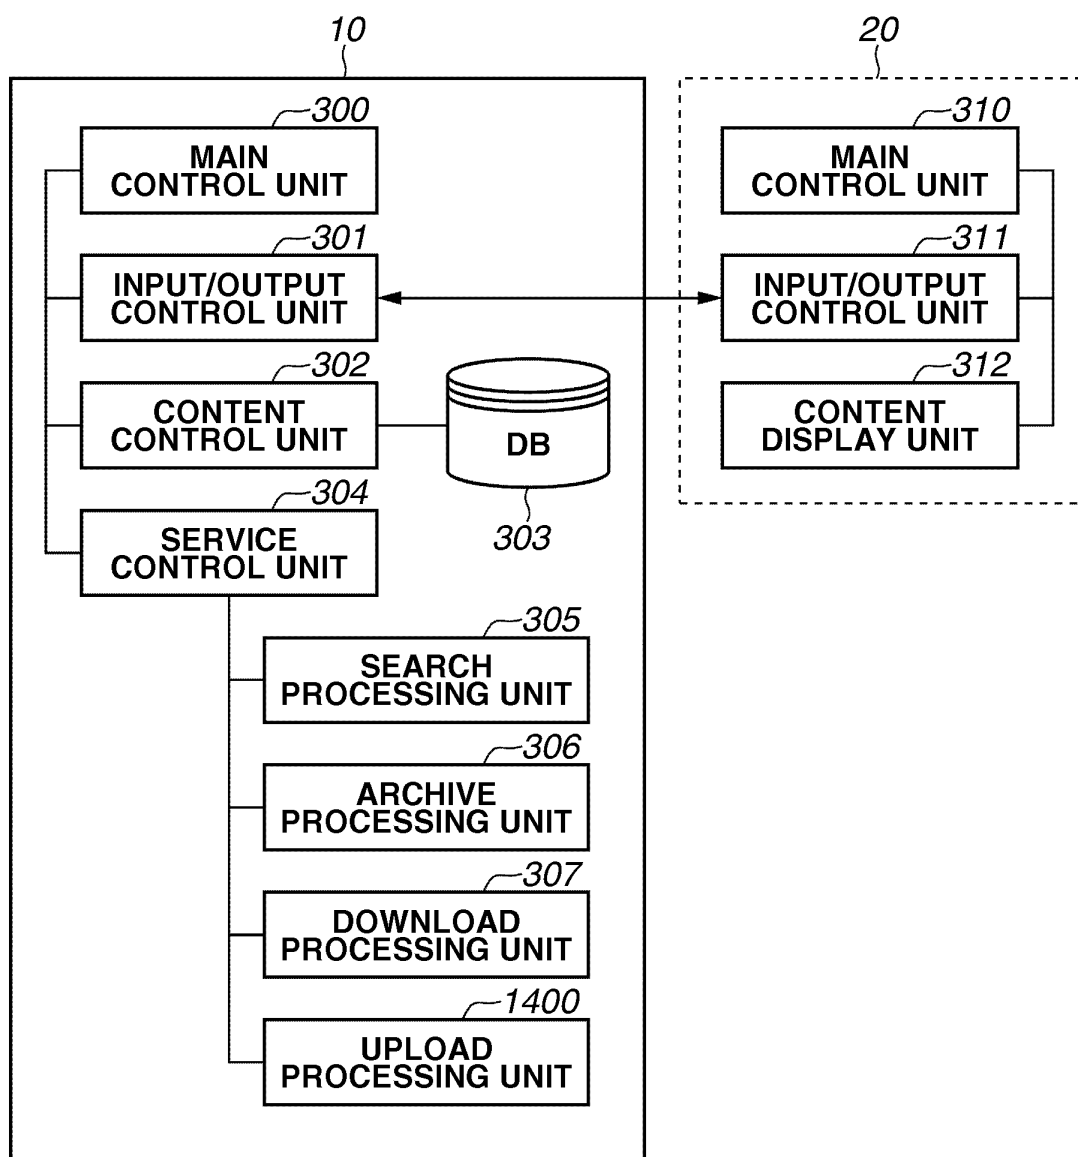 10
20
300
MAIN
CONTROL UNIT
301
INPUT/OUTPUT
CONTROL UNIT
302
CONTENT
CONTROL UNIT
DB
303
304
SERVICE
CONTROL UNIT
305
SEARCH
PROCESSING UNIT
306
ARCHIVE
PROCESSING UNIT
307
DOWNLOAD
PROCESSING UNIT
1400
UPLOAD
PROCESSING UNIT
310
MAIN
CONTROL UNIT
311
INPUT/OUTPUT
CONTROL UNIT
312
CONTENT
DISPLAY UNIT